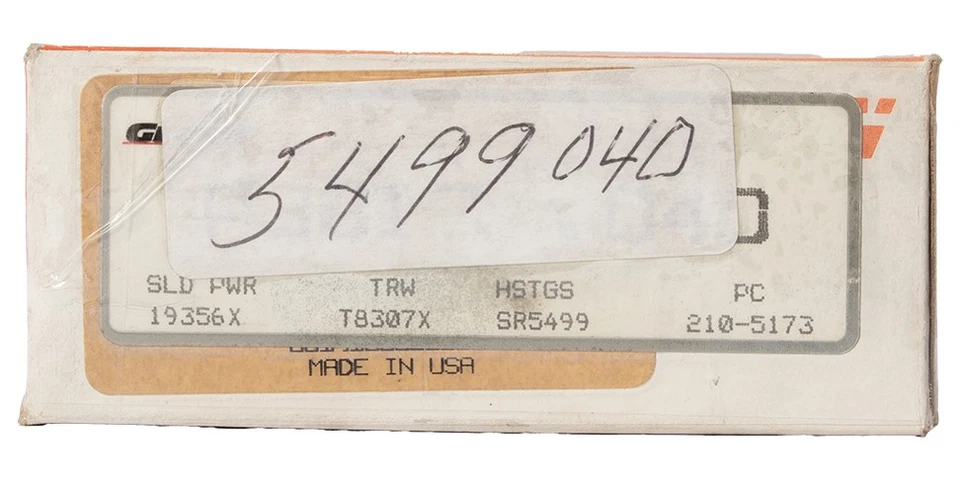 5499 040
SLD PWR TRW HSTGS PC
19356X T8307X SR5499 210-5173
MADE IN USA